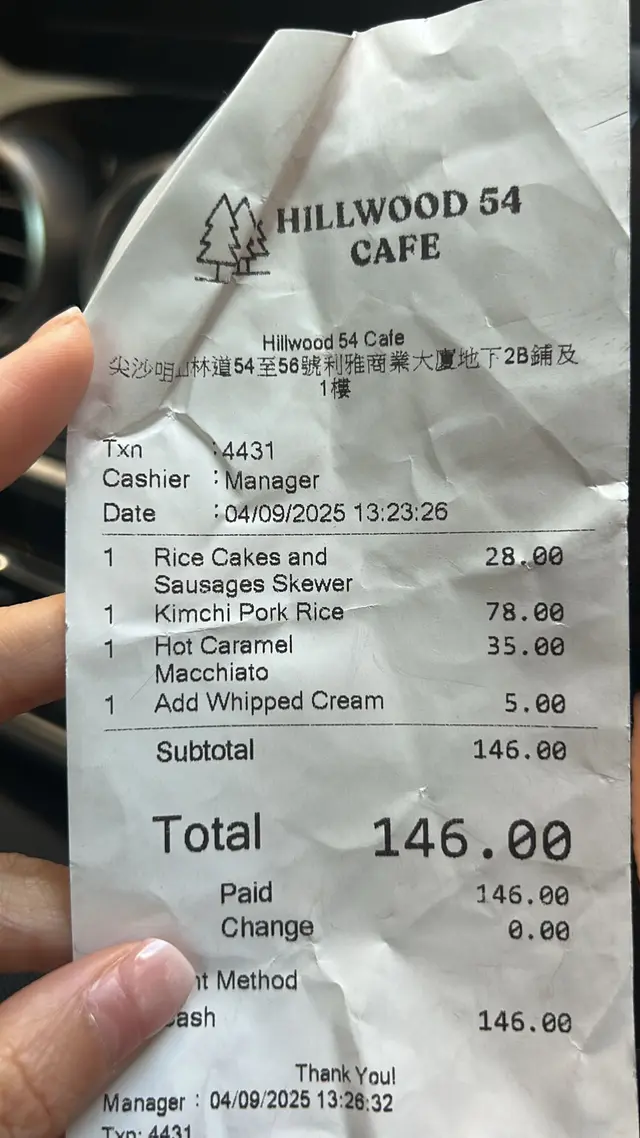 HILLWOOD 54
CAFE
Hillwood 54 Cafe
尖沙咀山林道54至56號利雅商業大廈地下2B鋪及
1樓
Txn : 4431
Cashier : Manager
Date : 04/09/2025 13:23:26
1 Rice Cakes and 28.00
Sausages Skewer
1 Kimchi Pork Rice 78.00
1 Hot Caramel 35.00
Macchiato
1 Add Whipped Cream 5.00
Subtotal 146.00
Total 146.00
Paid 146.00
Change 0.00
nt Method
ash 146.00
Thank You!
Manager : 04/09/2025 13:26:32
Txn: 4431